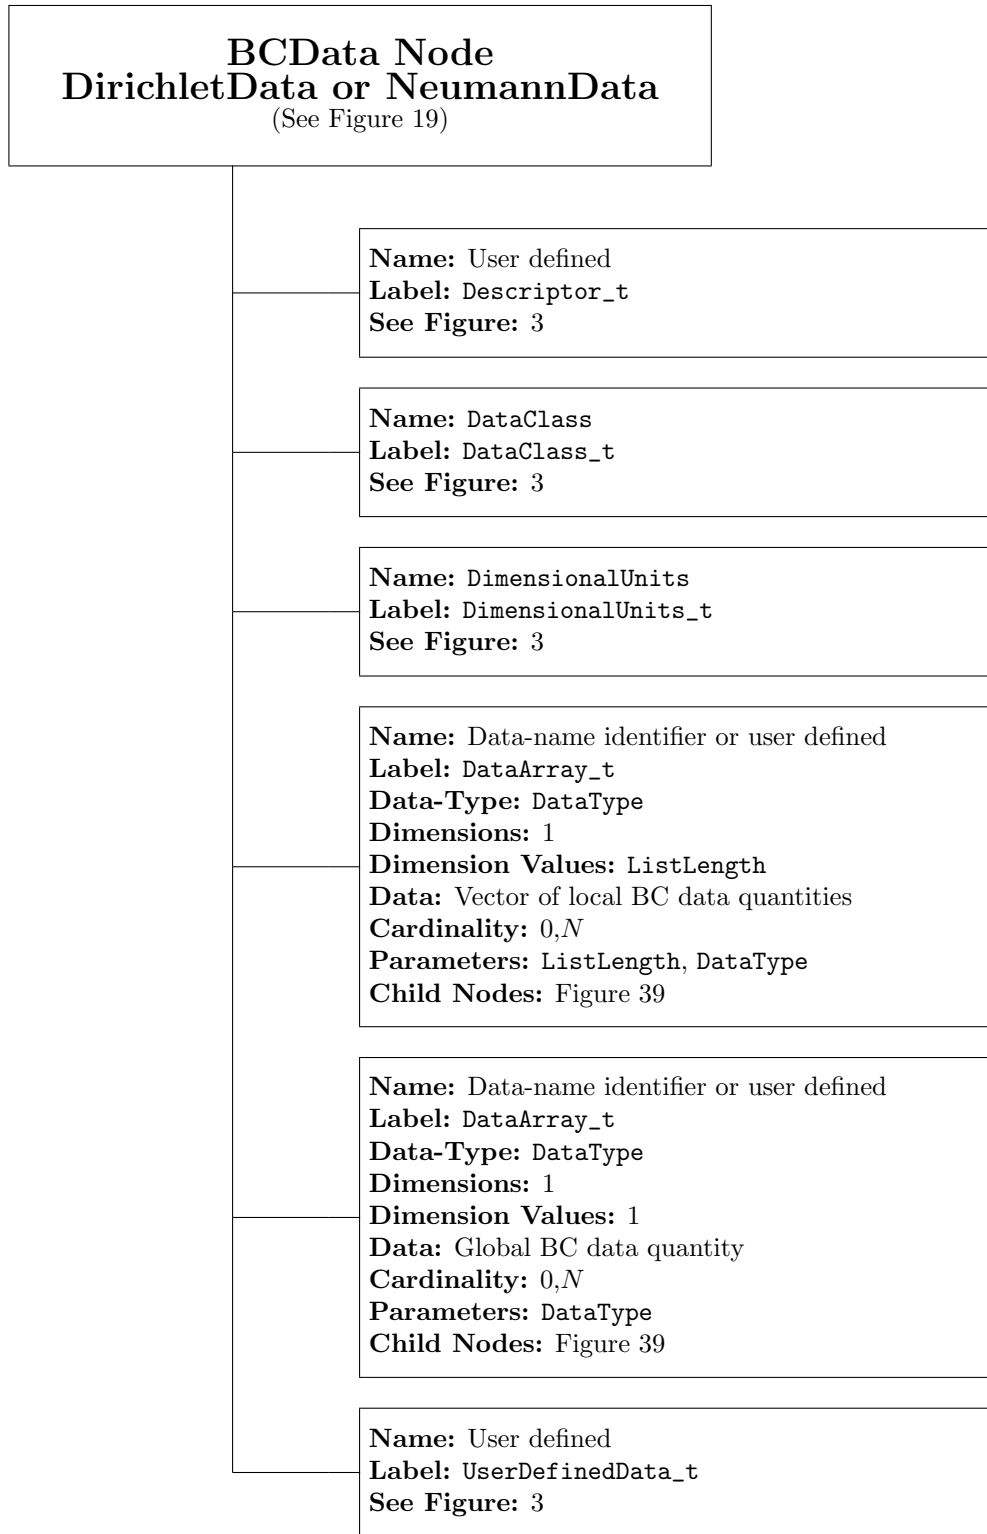 BCData Node
DirichletData or NeumannData
(See Figure 19)
Name: User defined
Label: Descriptor_t
See Figure: 3
Name: DataClass
Label: DataClass_t
See Figure: 3
Name: DimensionalUnits
Label: DimensionalUnits_t
See Figure: 3
Name: Data-name identifier or user defined
Label: DataArray_t
Data-Type: DataType
Dimensions: 1
Dimension Values: ListLength
Data: Vector of local BC data quantities
Cardinality: 0,N
Parameters: ListLength, DataType
Child Nodes: Figure 39
Name: Data-name identifier or user defined
Label: DataArray_t
Data-Type: DataType
Dimensions: 1
Dimension Values: 1
Data: Global BC data quantity
Cardinality: 0,N
Parameters: DataType
Child Nodes: Figure 39
Name: User defined
Label: UserDefinedData_t
See Figure: 3